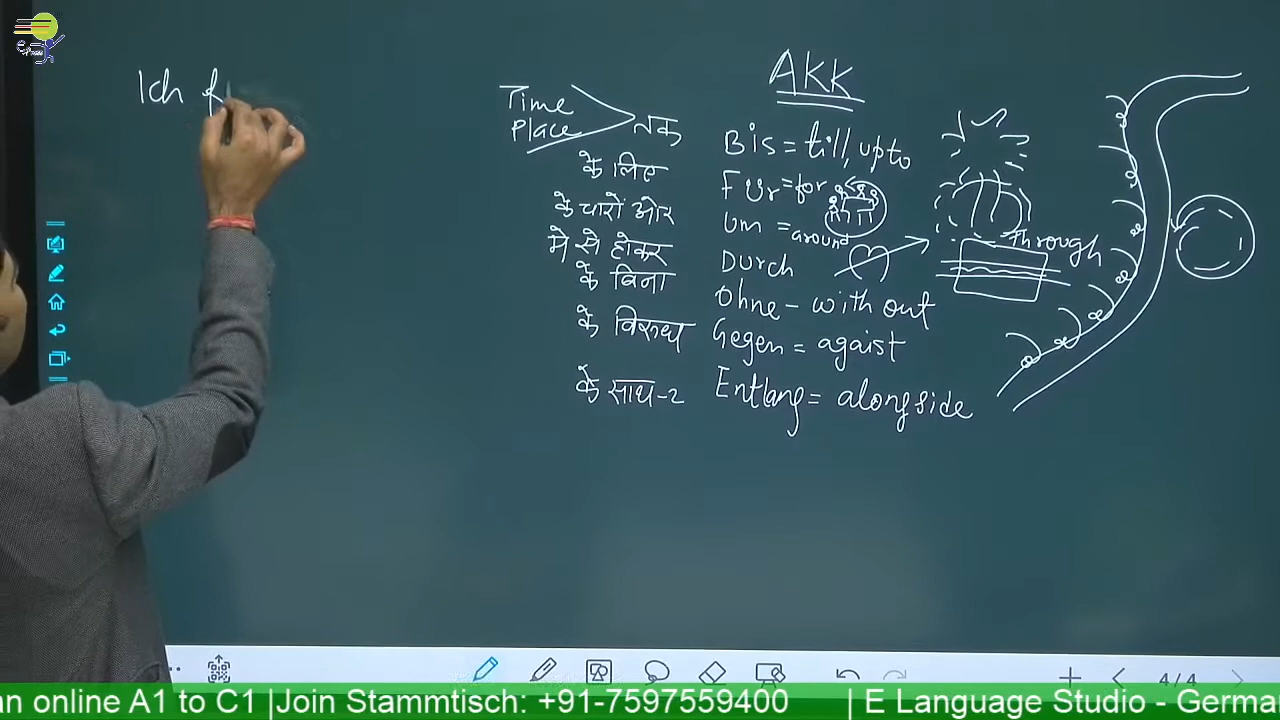 Ich f
AKK
Time
Place
तक
Bis = till, upto
के लिए
Fur = for
के चारों ओर
Um = around
मे से होकर
Durch
Through
के बिना
Ohne - with out
के विरुध
Gegen = agaist
के साथ-2
Entlang = alongside
4/4
an online A1 to C1 |Join Stammtisch: +91-7597559400 | E Language Studio - Germa